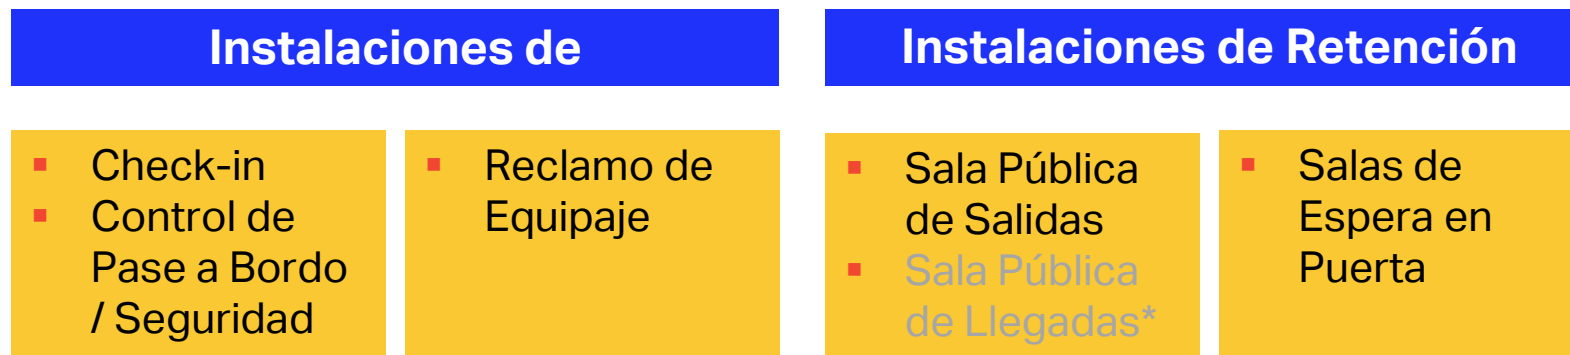 Instalaciones de
Instalaciones de Retención
Check-in
Control de
Pase a Bordo
/ Seguridad
Reclamo de
Equipaje
Sala Pública
de Salidas
Sala Pública
de Llegadas*
Salas de
Espera en
Puerta